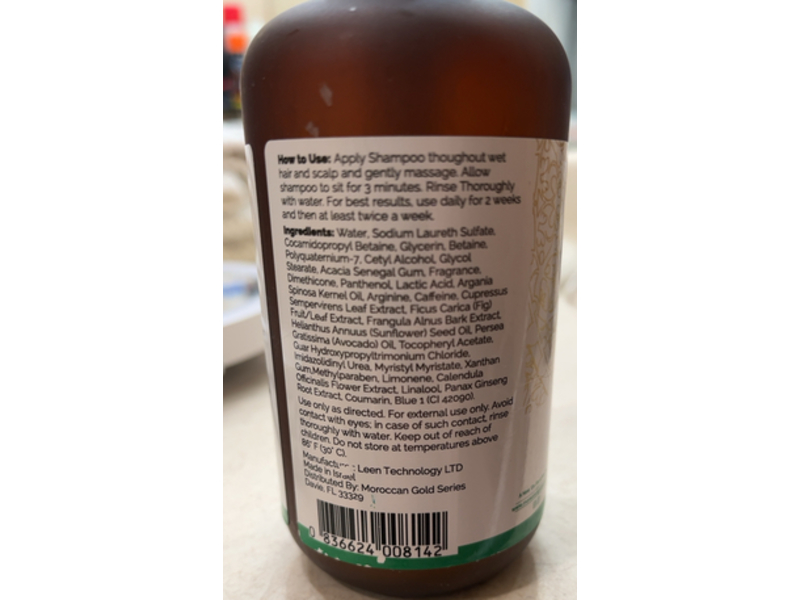 How to Use: Apply Shampoo thoughout wet
hair and scalp and gently massage. Allow
shampoo to sit for 3 minutes. Rinse Thoroughly
with water. For best results, use daily for 2 weeks
and then at least twice a week.
Ingredients: Water, Sodium Laureth Sulfate,
Cocamidopropyl Betaine, Glycerin, Betaine,
Polyquaternium-7, Cetyl Alcohol, Glycol
Stearate, Acacia Senegal Gum, Fragrance,
Dimethicone, Panthenol, Lactic Acid, Argania
Spinosa Kernel Oil, Arginine, Caffeine, Cupressus
Sempervirens Leaf Extract, Ficus Carica (Fig)
Fruit/Leaf Extract, Frangula Alnus Bark Extract,
Helianthus Annuus (Sunflower) Seed Oil, Persea
Gratissima (Avocado) Oil, Tocopheryl Acetate,
Guar Hydroxypropyltrimonium Chloride,
Imidazolidinyl Urea, Myristyl Myristate, Xanthan
Gum,Methylparaben, Limonene, Calendula
Officinalis Flower Extract, Linalool, Panax Ginseng
Root Extract, Coumarin, Blue 1 (CI 42090).
Use only as directed. For external use only. Avoid
contact with eyes; in case of such contact, rinse
thoroughly with water. Keep out of reach of
children. Do not store at temperatures above
86° F (30° C).
Leen Technology LTD
Made in Israel
Distributed By: Moroccan Gold Series
Davie, FL 33329
0 836624 008142